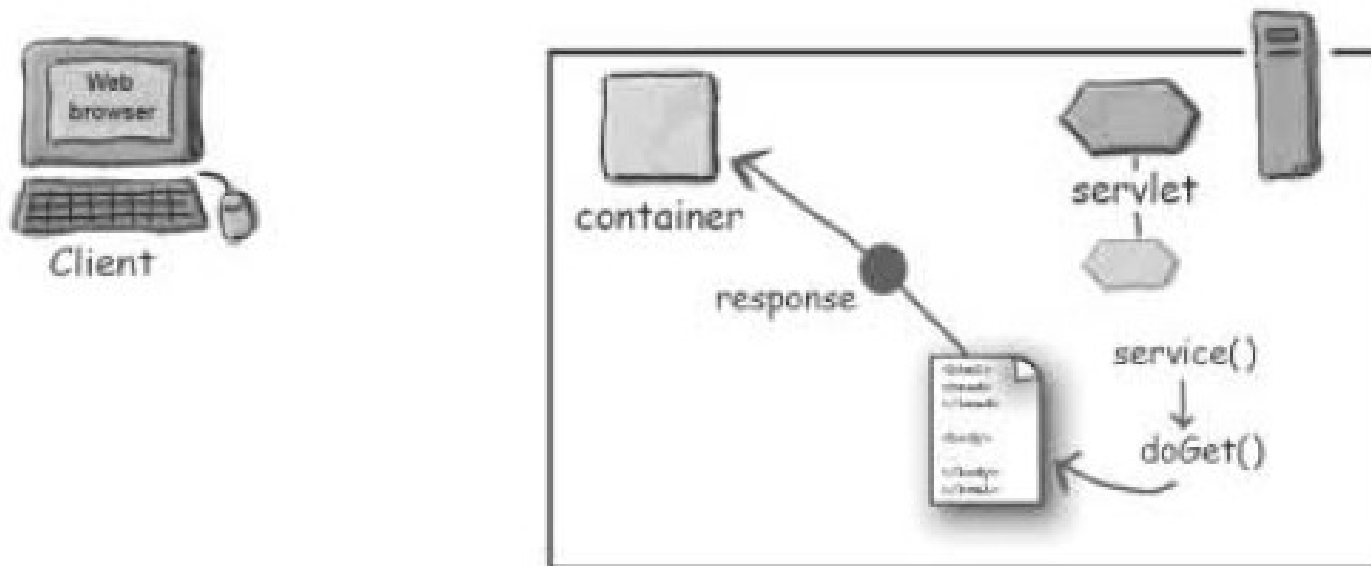 Web
browser
Client
container
servlet
response
service()
doGet()